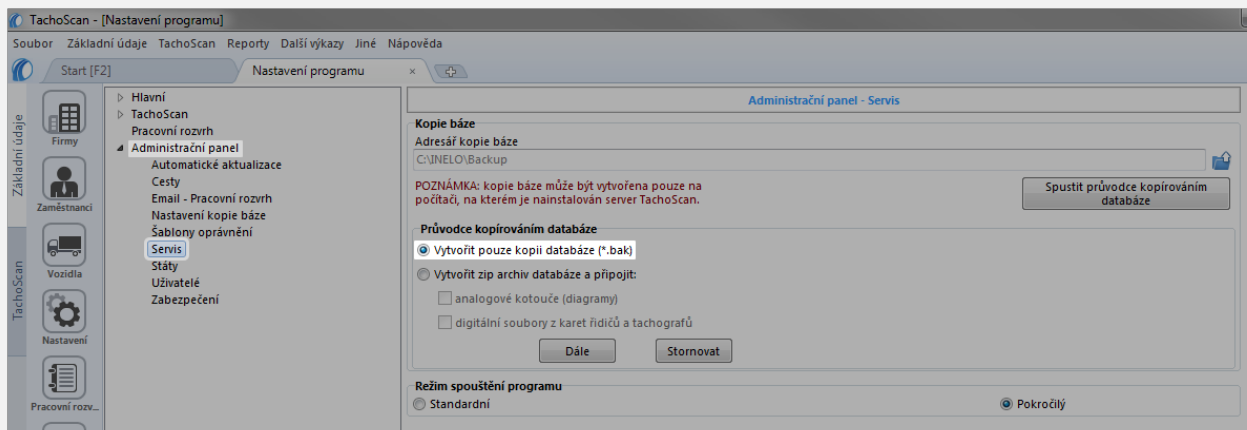 TachoScan - [Nastavení programu]
Soubor Základní údaje TachoScan Reporty Další výkazy Jiné Nápověda
Start [F2]
Nastavení programu
×
Základní údaje
TachoScan
Firmy
Zaměstnanci
Vozidla
Nastavení
Pracovní rozv...
Hlavní
TachoScan
Pracovní rozvrh
Administrační panel
Automatické aktualizace
Cesty
Email - Pracovní rozvrh
Nastavení kopie báze
Šablony oprávnění
Servis
Státy
Uživatelé
Zabezpečení
Administrační panel - Servis
Kopie báze
Adresář kopie báze
C:\INELO\Backup
POZNÁMKA: kopie báze může být vytvořena pouze na
počítači, na kterém je nainstalován server TachoScan.
Spustit průvodce kopírováním
databáze
Průvodce kopírováním databáze
Vytvořit pouze kopii databáze (*.bak)
Vytvořit zip archiv databáze a připojit:
analogové kotouče (diagramy)
digitální soubory z karet řidičů a tachografů
Dále
Stornovat
Režim spouštění programu
Standardní
Pokročilý